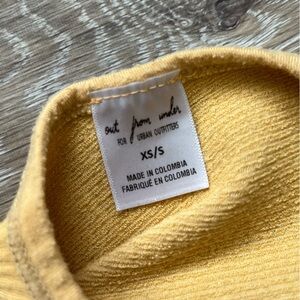 out from under
FOR URBAN OUTFITTERS
XS/S
MADE IN COLOMBIA
FABRIQUÉ EN COLOMBIA